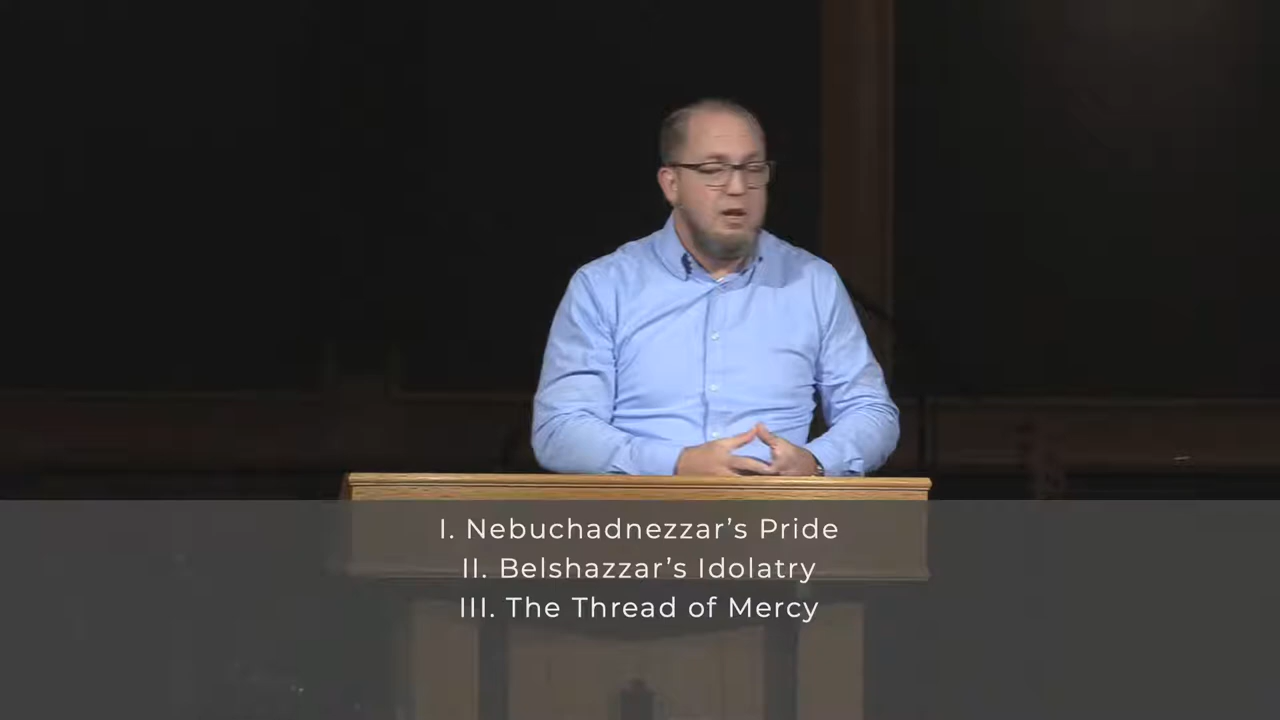 I. Nebuchadnezzar’s Pride
II. Belshazzar’s Idolatry
III. The Thread of Mercy